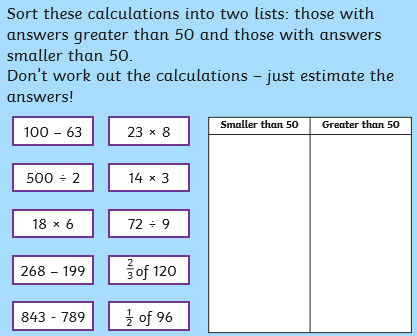 Sort these calculations into two lists: those with
answers greater than 50 and those with answers
smaller than 50.
Don't work out the calculations – just estimate the
answers!
100 – 63
23 × 8
500 ÷ 2
14 × 3
18 × 6
72 ÷ 9
268 – 199
2/3 of 120
843 - 789
1/2 of 96
Smaller than 50
Greater than 50